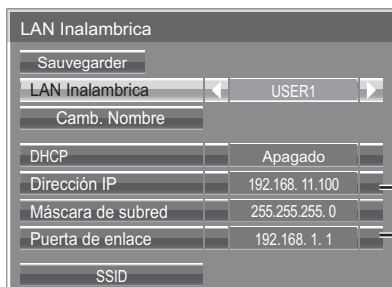 LAN Inalambrica
Sauvegarder
LAN Inalambrica USER1
Camb. Nombre
DHCP Apagado
Dirección IP 192.168. 11.100
Máscara de subred 255.255.255. 0
Puerta de enlace 192.168. 1. 1
SSID